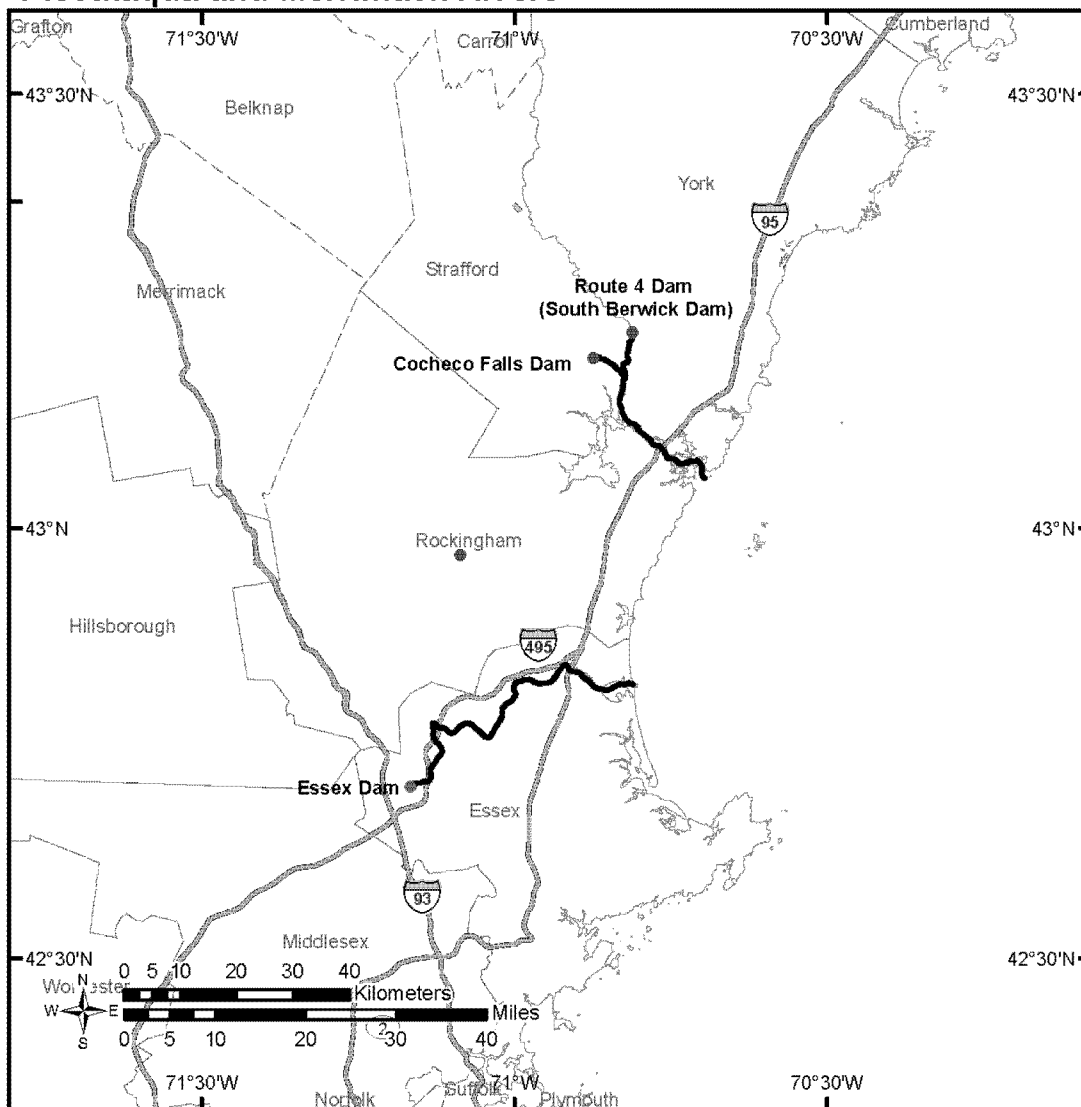 Grafton
71°30'W
Carroll
71°W
70°30'W
Cumberland
43°30'N
43°30'N
Belknap
York
95
Strafford
Merrimack
Route 4 Dam
(South Berwick Dam)
Cocheco Falls Dam
43°N
43°N
Rockingham
Hillsborough
495
Essex Dam
Essex
93
Middlesex
42°30'N
42°30'N
0 5 10 20 30 40
Kilometers
N
W E
S
Miles
2
0 5 10 20 30 40
71°30'W
71°W
70°30'W
Norfolk
Suffolk
Plymouth